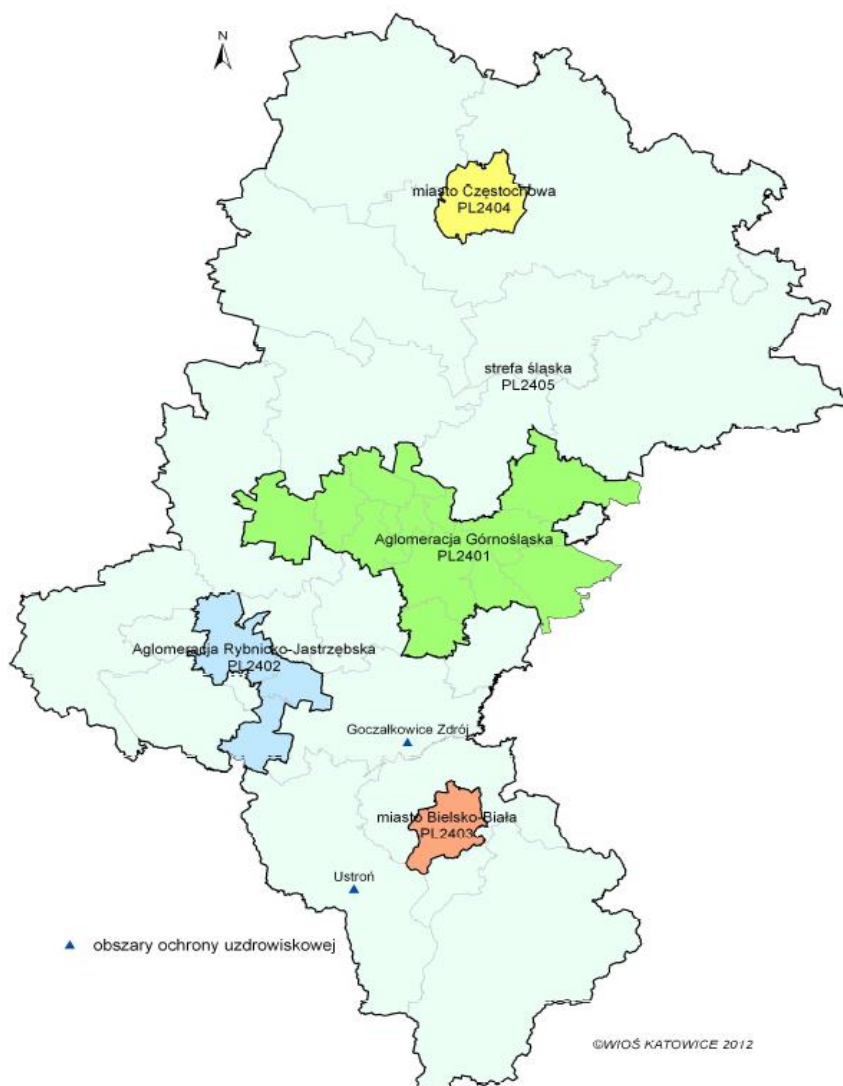 N
miasto Częstochowa
PL2404
strefa śląska
PL2405
Aglomeracja Górnośląska
PL2401
Aglomeracja Rybnicko-Jastrzębska
PL2402
Goczałkowice Zdrój
miasto Bielsko-Biała
PL2403
Ustroń
obszary ochrony uzdrowiskowej
©WIOŚ KATOWICE 2012